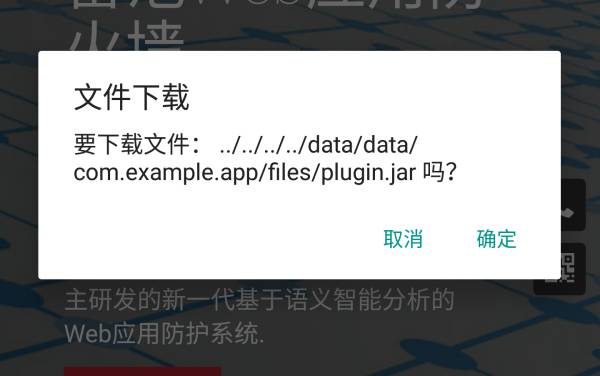 火墙
文件下载
要下载文件： ../../../../data/data/
com.example.app/files/plugin.jar 吗？
取消 确定
主研发的新一代基于语义智能分析的
Web应用防护系统.